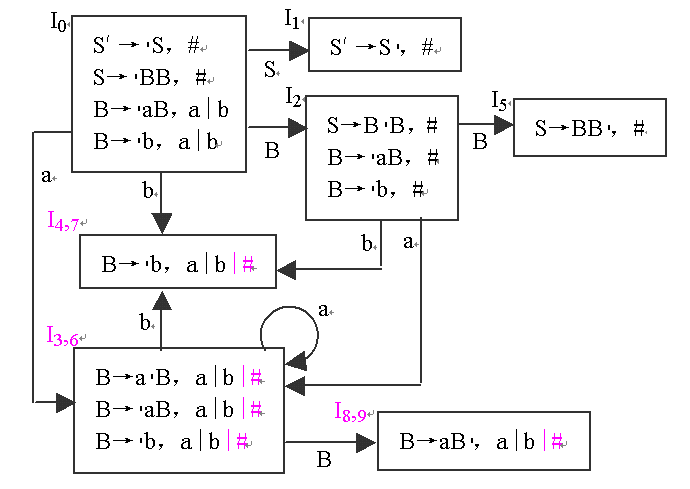 I0
S′→·S, #
S→·BB, #
B→·aB, a|b
B→·b, a|b
S
I1
S′→S·, #
B
I2
S→B·B, #
B→·aB, #
B→·b, #
B
I5
S→BB·, #
a
b
b
a
I4,7
B→·b, a|b|#
b
a
I3,6
B→a·B, a|b|#
B→·aB, a|b|#
B→·b, a|b|#
B
I8,9
B→aB·, a|b|#